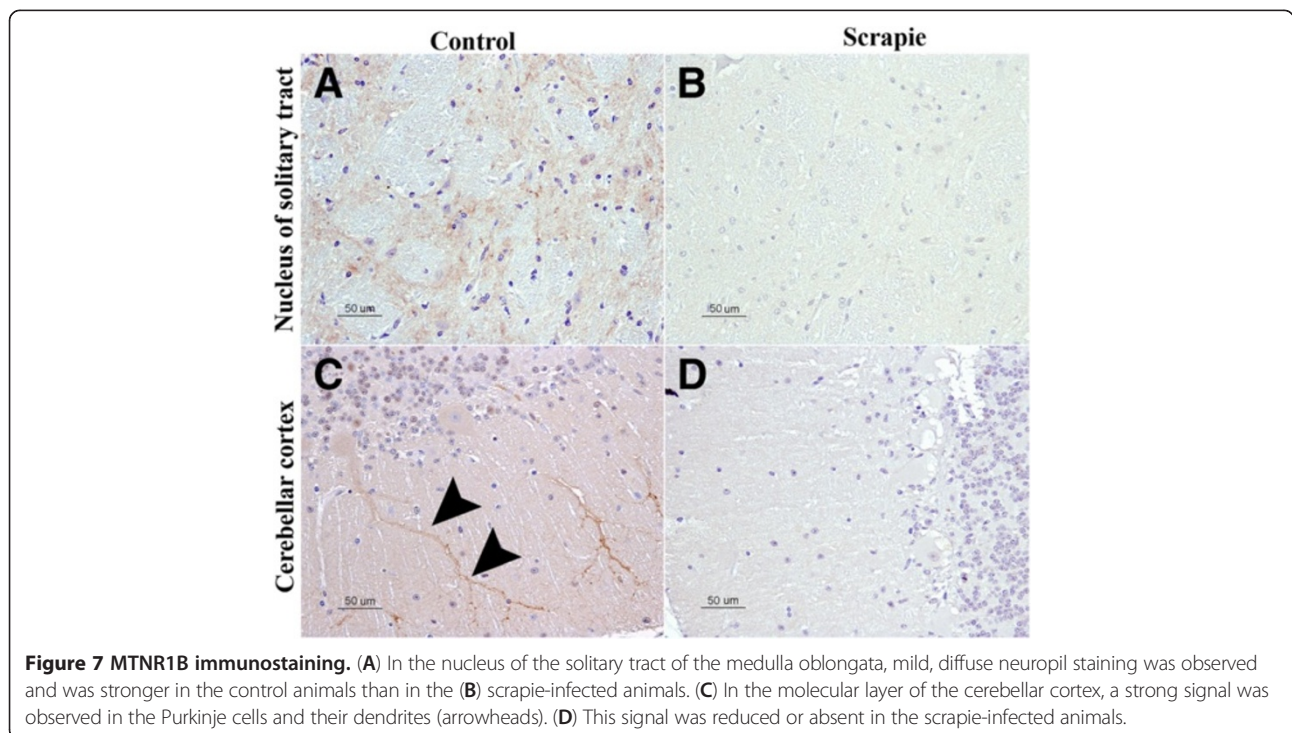 Control
Scrapie
Nucleus of solitary tract
A
B
50 um
50 um
Cerebellar cortex
C
D
50 um
50 um
Figure 7 MTNR1B immunostaining. (A) In the nucleus of the solitary tract of the medulla oblongata, mild, diffuse neuropil staining was observed
and was stronger in the control animals than in the (B) scrapie-infected animals. (C) In the molecular layer of the cerebellar cortex, a strong signal was
observed in the Purkinje cells and their dendrites (arrowheads). (D) This signal was reduced or absent in the scrapie-infected animals.